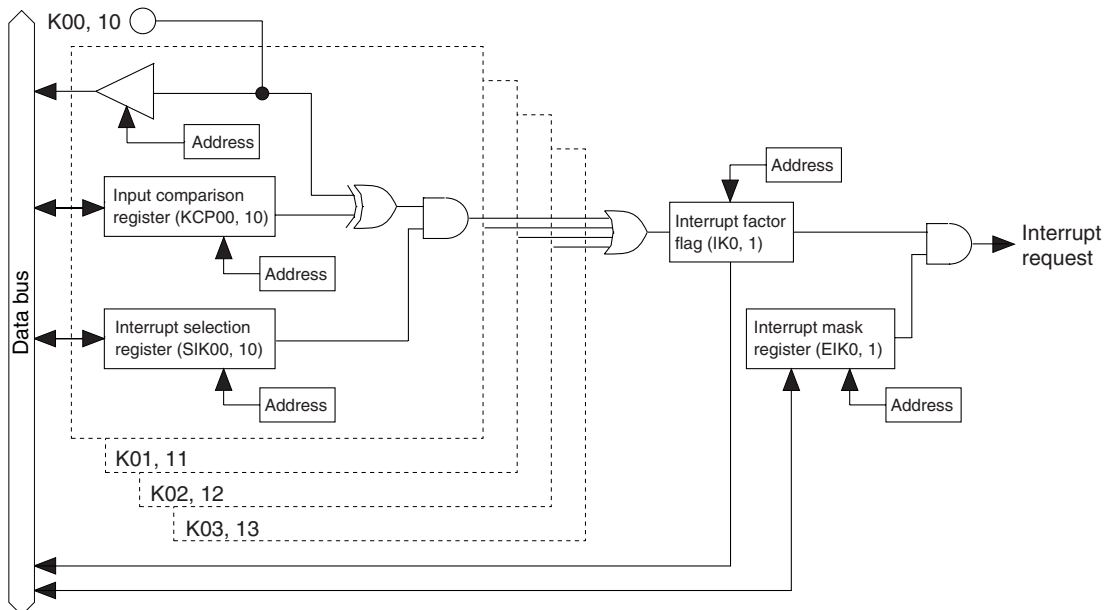 K00, 10
Address
Input comparison
register (KCP00, 10)
Address
Interrupt selection
register (SIK00, 10)
Address
K01, 11
K02, 12
K03, 13
Address
Interrupt factor
flag (IK0, 1)
Interrupt
request
Interrupt mask
register (EIK0, 1)
Address
Data bus